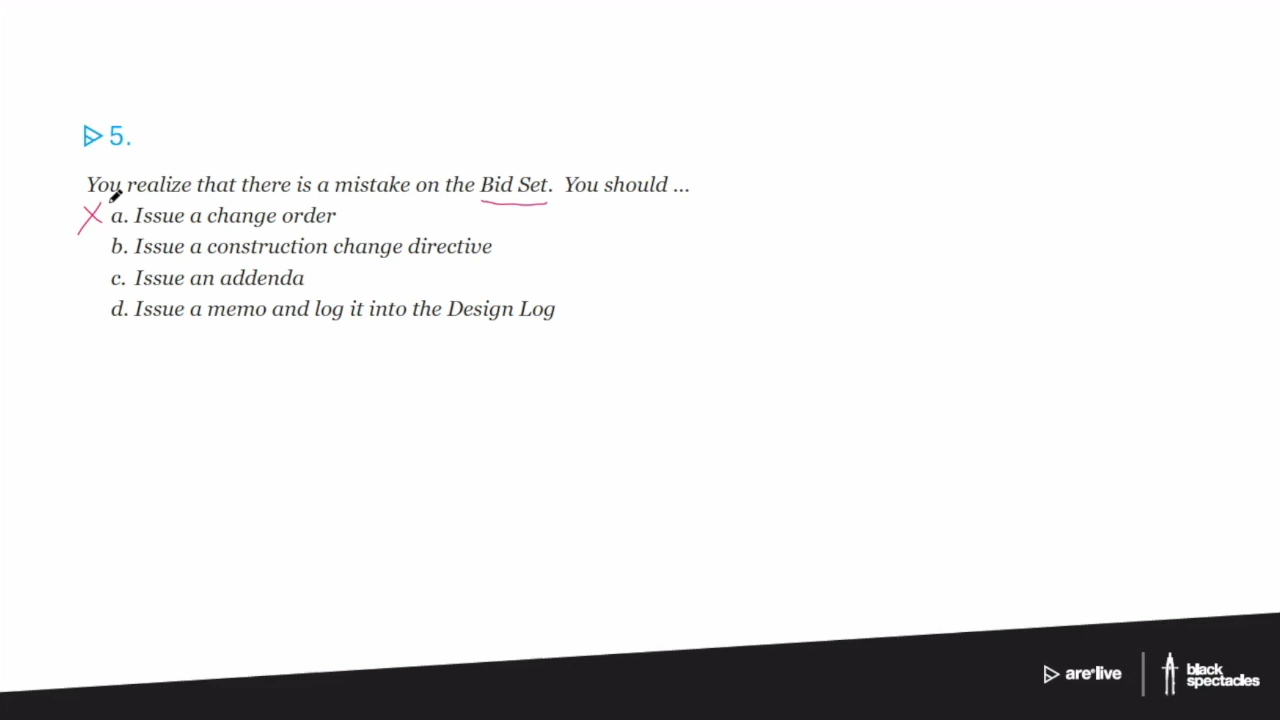 5.
You realize that there is a mistake on the Bid Set. You should ...
a. Issue a change order
b. Issue a construction change directive
c. Issue an addenda
d. Issue a memo and log it into the Design Log
are•live
black
spectacles